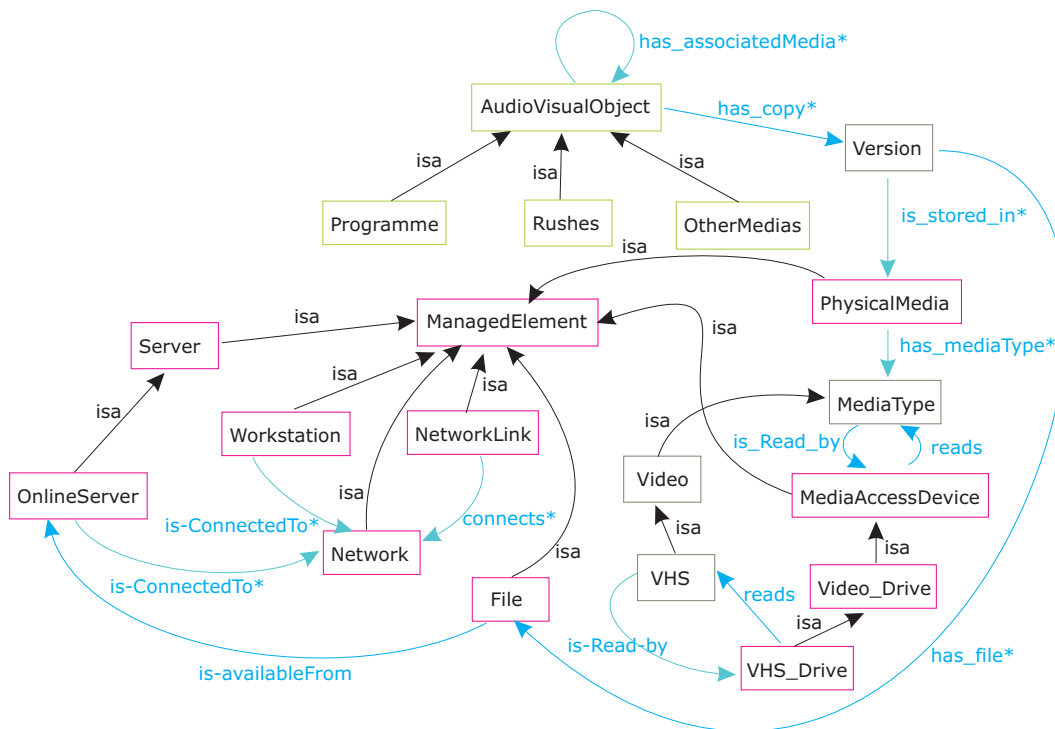 has_associatedMedia*
AudioVisualObject
has_copy*
Version
isa
isa
isa
Programme
Rushes
OtherMedias
is_stored_in*
isa
PhysicalMedia
ManagedElement
isa
isa
Server
has_mediaType*
isa
isa
MediaType
isa
isa
Workstation
NetworkLink
is_Read_by
reads
Video
isa
OnlineServer
MediaAccessDevice
is-ConnectedTo*
connects*
isa
Network
isa
isa
is-ConnectedTo*
VHS
Video_Drive
reads
File
isa
is-Read-by
has_file*
VHS_Drive
is-availableFrom